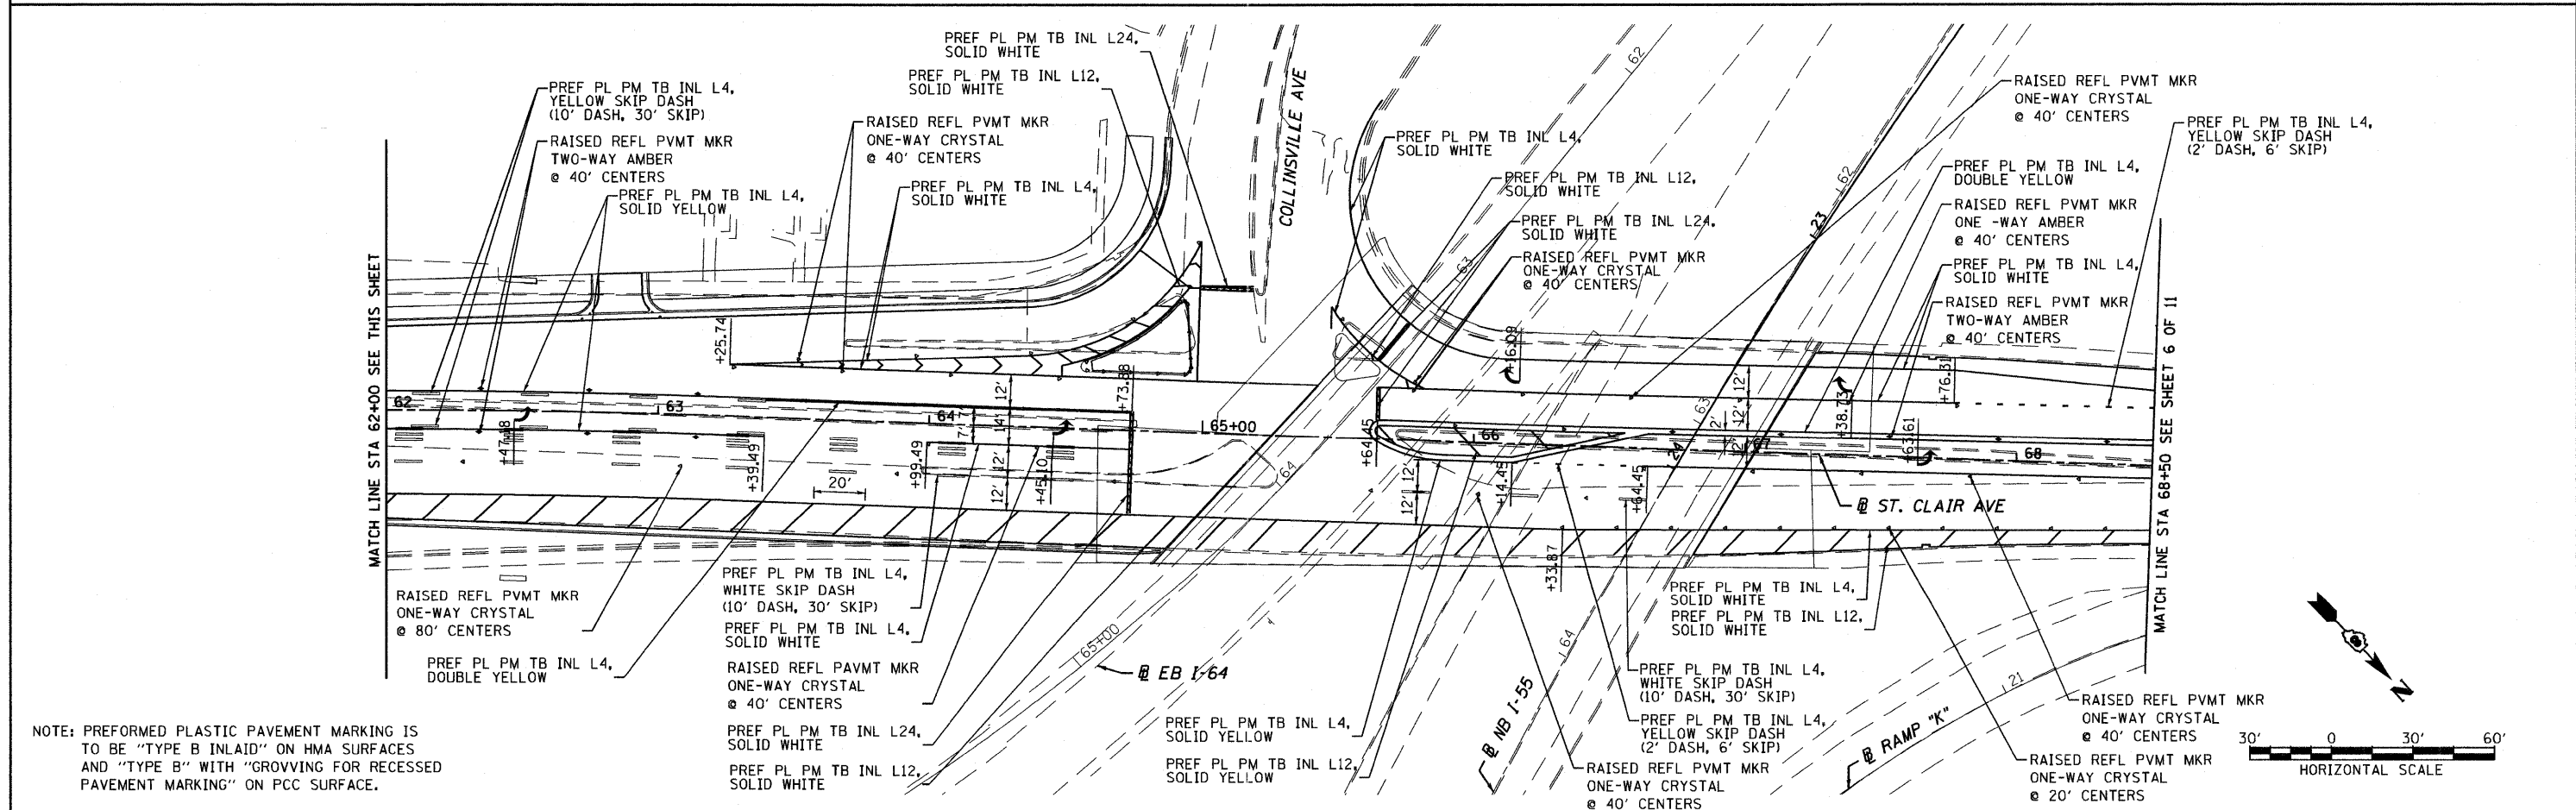 PREF PL PM TB INL L24,
SOLID WHITE
PREF PL PM TB INL L12,
SOLID WHITE
PREF PL PM TB INL L4,
YELLOW SKIP DASH
(10' DASH, 30' SKIP)
RAISED REFL PVMT MKR
TWO-WAY AMBER
@ 40' CENTERS
PREF PL PM TB INL L4,
SOLID YELLOW
RAISED REFL PVMT MKR
ONE-WAY CRYSTAL
@ 40' CENTERS
PREF PL PM TB INL L4,
SOLID WHITE
COLLINSVILLE AVE
PREF PL PM TB INL L4,
SOLID WHITE
PREF PL PM TB INL L12,
SOLID WHITE
PREF PL PM TB INL L24,
SOLID WHITE
RAISED REFL PVMT MKR
ONE-WAY CRYSTAL
@ 40' CENTERS
RAISED REFL PVMT MKR
ONE-WAY CRYSTAL
@ 40' CENTERS
PREF PL PM TB INL L4,
YELLOW SKIP DASH
(2' DASH, 6' SKIP)
PREF PL PM TB INL L4,
DOUBLE YELLOW
RAISED REFL PVMT MKR
ONE -WAY AMBER
@ 40' CENTERS
PREF PL PM TB INL L4,
SOLID WHITE
RAISED REFL PVMT MKR
TWO-WAY AMBER
@ 40' CENTERS
62
62
23
63
63
MATCH LINE STA 62+00 SEE THIS SHEET
MATCH LINE STA 68+50 SEE SHEET 6 OF 11
+25.74
+73.88
+16.09
+76.31
+38.73
+63.61
62
63
64
65+00
66
67
68
+39.49
+99.49
+45.10
+64.45
+14.45
+64.45
+33.87
20'
12'
14'
7'
7'
12'
12'
12'
12'
12'
12'
2'
12'
64
24
ST. CLAIR AVE
RAISED REFL PVMT MKR
ONE-WAY CRYSTAL
@ 80' CENTERS
PREF PL PM TB INL L4,
DOUBLE YELLOW
PREF PL PM TB INL L4,
WHITE SKIP DASH
(10' DASH, 30' SKIP)
PREF PL PM TB INL L4,
SOLID WHITE
RAISED REFL PAVMT MKR
ONE-WAY CRYSTAL
@ 40' CENTERS
PREF PL PM TB INL L24,
SOLID WHITE
PREF PL PM TB INL L12,
SOLID WHITE
65+00
EB I-64
PREF PL PM TB INL L4,
SOLID YELLOW
PREF PL PM TB INL L12,
SOLID YELLOW
NB I-55
64
PREF PL PM TB INL L4,
SOLID WHITE
PREF PL PM TB INL L12,
SOLID WHITE
PREF PL PM TB INL L4,
WHITE SKIP DASH
(10' DASH, 30' SKIP)
PREF PL PM TB INL L4,
YELLOW SKIP DASH
(2' DASH, 6' SKIP)
RAISED REFL PVMT MKR
ONE-WAY CRYSTAL
@ 40' CENTERS
RAMP "K"
21
RAISED REFL PVMT MKR
ONE-WAY CRYSTAL
@ 40' CENTERS
RAISED REFL PVMT MKR
ONE-WAY CRYSTAL
@ 20' CENTERS
N
30' 0 30' 60'
HORIZONTAL SCALE
NOTE: PREFORMED PLASTIC PAVEMENT MARKING IS
TO BE "TYPE B INLAID" ON HMA SURFACES
AND "TYPE B" WITH "GROVVING FOR RECESSED
PAVEMENT MARKING" ON PCC SURFACE.